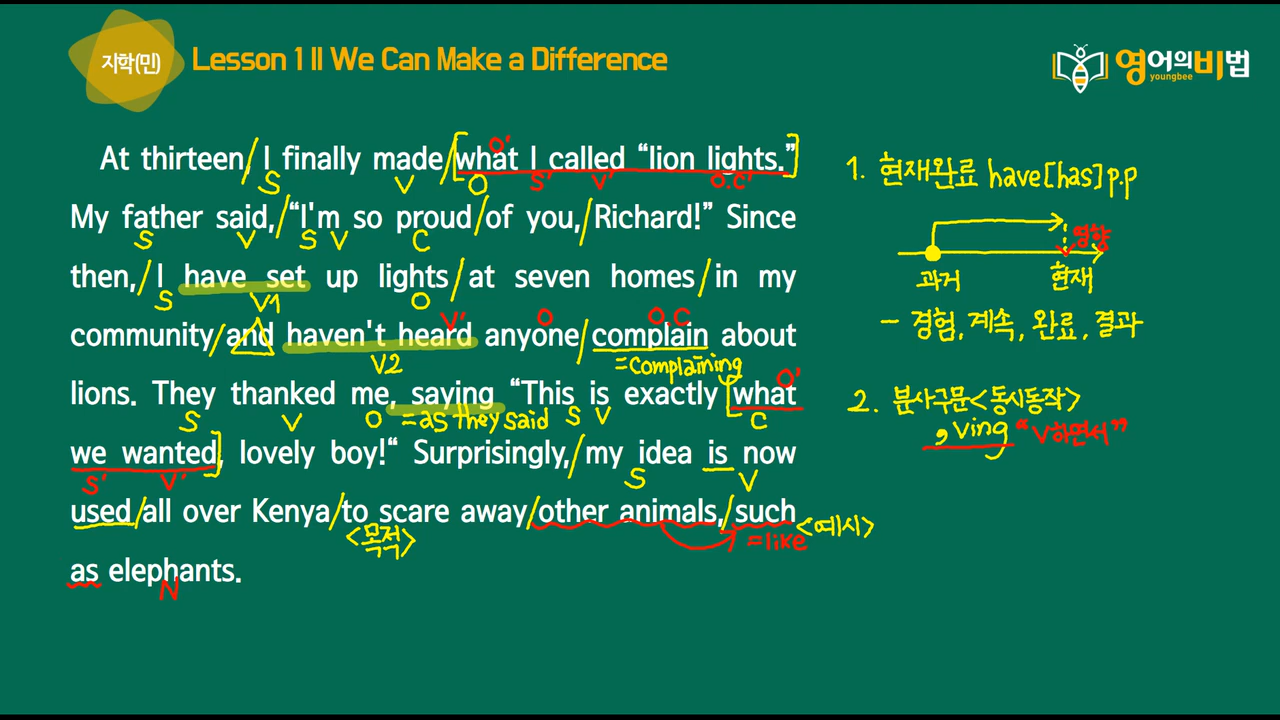 지학(민) Lesson 1 II We Can Make a Difference
영어의비법
youngbee
At thirteen, I finally made what I called “lion lights.”
O'
S V O S' V' O.C'
My father said, “I'm so proud of you, Richard!” Since
S V S V C
then, I have set up lights at seven homes in my
S V1 O
community and haven't heard anyone complain about
V' O O.C
V2 =complaining
lions. They thanked me, saying “This is exactly what
O'
S V O =as they said S V C
we wanted, lovely boy!“ Surprisingly, my idea is now
S' V' S V
used all over Kenya to scare away other animals, such
<목적> =like <예시>
as elephants.
N
1. 현재완료 have[has] p.p
영향
과거 현재
- 경험, 계속, 완료, 결과
2. 분사구문<동시동작>
, ving “V하면서”